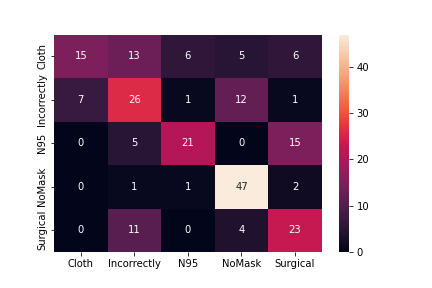 Cloth 15 13 6 5 6
Incorrectly 7 26 1 12 1
N95 0 5 21 0 15
NoMask 0 1 1 47 2
Surgical 0 11 0 4 23
Cloth Incorrectly N95 NoMask Surgical
40
30
20
10
0